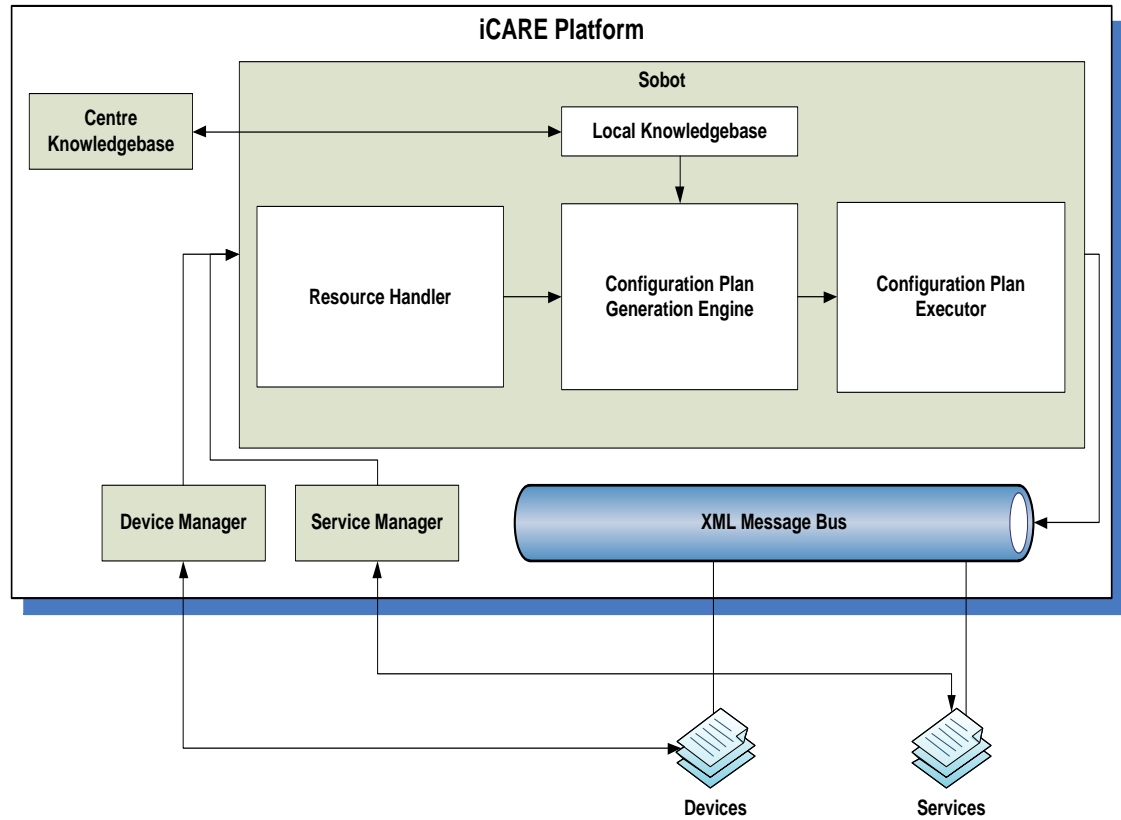 iCARE Platform
Sobot
Centre
Knowledgebase
Local Knowledgebase
Resource Handler
Configuration Plan
Generation Engine
Configuration Plan
Executor
Device Manager
Service Manager
XML Message Bus
Devices
Services